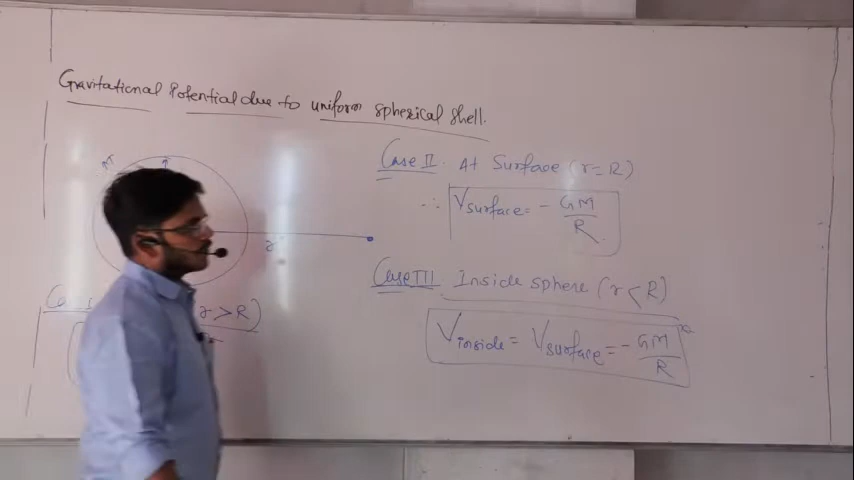 Gravitational Potential due to uniform spherical shell.
r
Case II. At Surface (r = R)
∴ Vsurface = - GM/R
Case III Inside sphere (r < R)
Vinside = Vsurface = - GM/R
r > R)